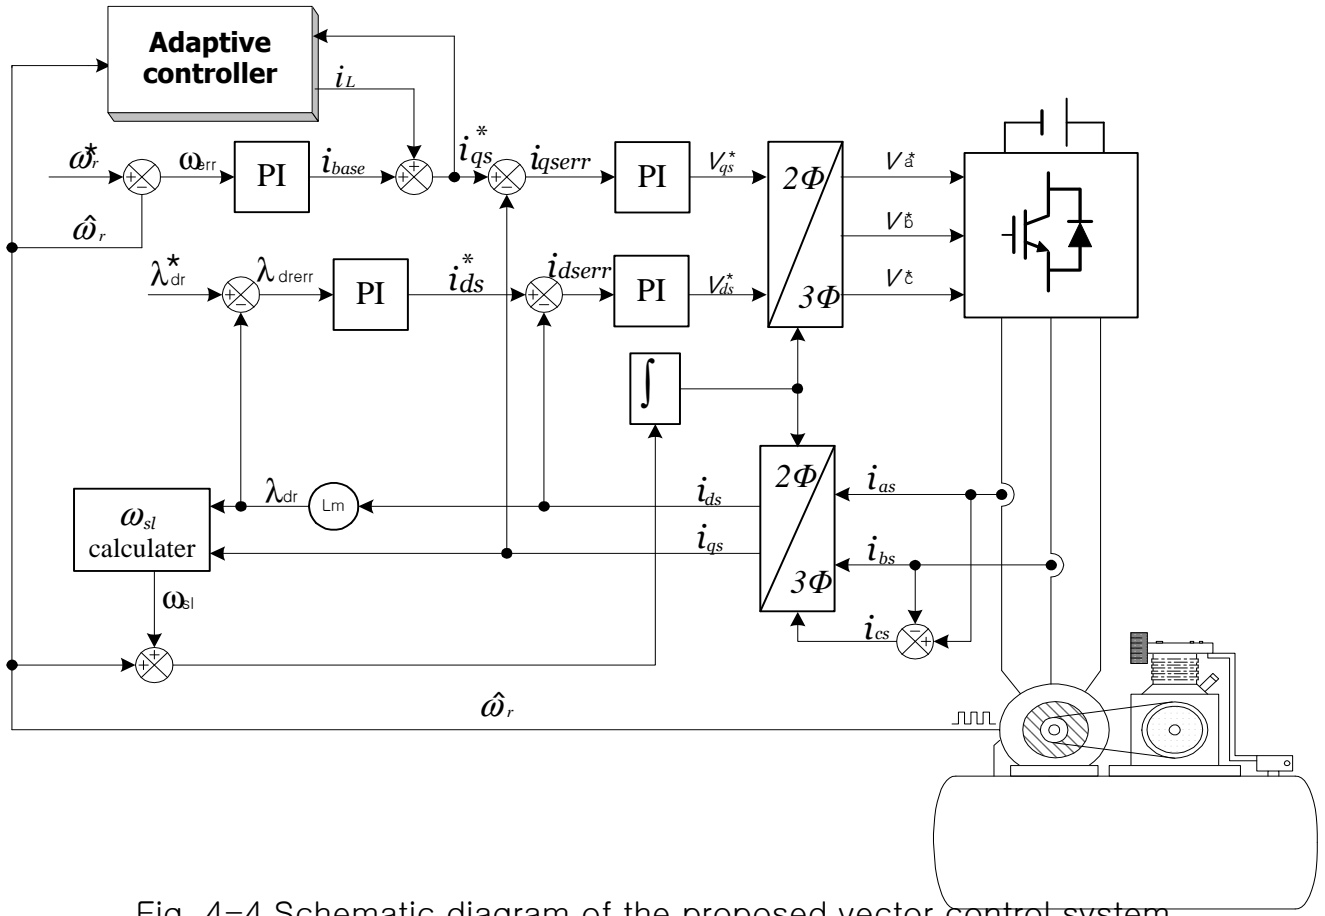 Adaptive
controller
i L
ω*r
ωerr
PI
ibase
i*qs
iqserr
PI
V*qs
2Φ
3Φ
V*a
V*b
V*c
ω̂ r
λ*dr
λ drerr
PI
i*ds
idserr
PI
V*ds
∫
ωsl
calculater
λdr
Lm
ids
iqs
2Φ
3Φ
ias
ibs
ics
ωsl
ω̂ r
Fig. 4-4 Schematic diagram of the proposed vector control system